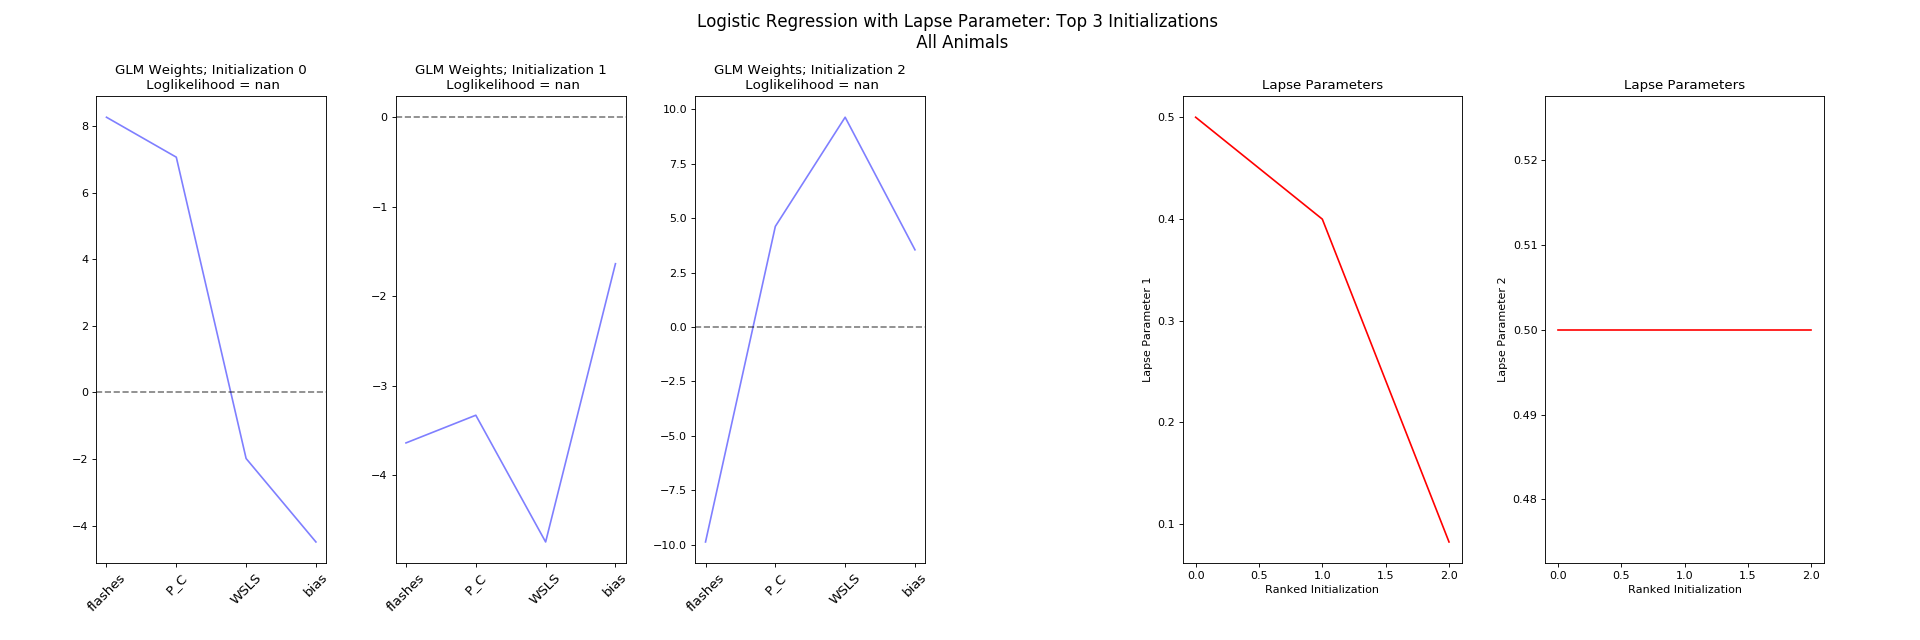 Logistic Regression with Lapse Parameter: Top 3 Initializations
All Animals
GLM Weights; Initialization 0
Loglikelihood = nan
8
6
4
2
0
−2
−4
flashes
P_C
WSLS
bias
GLM Weights; Initialization 1
Loglikelihood = nan
0
−1
−2
−3
−4
flashes
P_C
WSLS
bias
GLM Weights; Initialization 2
Loglikelihood = nan
10.0
7.5
5.0
2.5
0.0
−2.5
−5.0
−7.5
−10.0
flashes
P_C
WSLS
bias
Lapse Parameters
Lapse Parameter 1
0.5
0.4
0.3
0.2
0.1
0.0 0.5 1.0 1.5 2.0
Ranked Initialization
Lapse Parameters
Lapse Parameter 2
0.52
0.51
0.50
0.49
0.48
0.0 0.5 1.0 1.5 2.0
Ranked Initialization